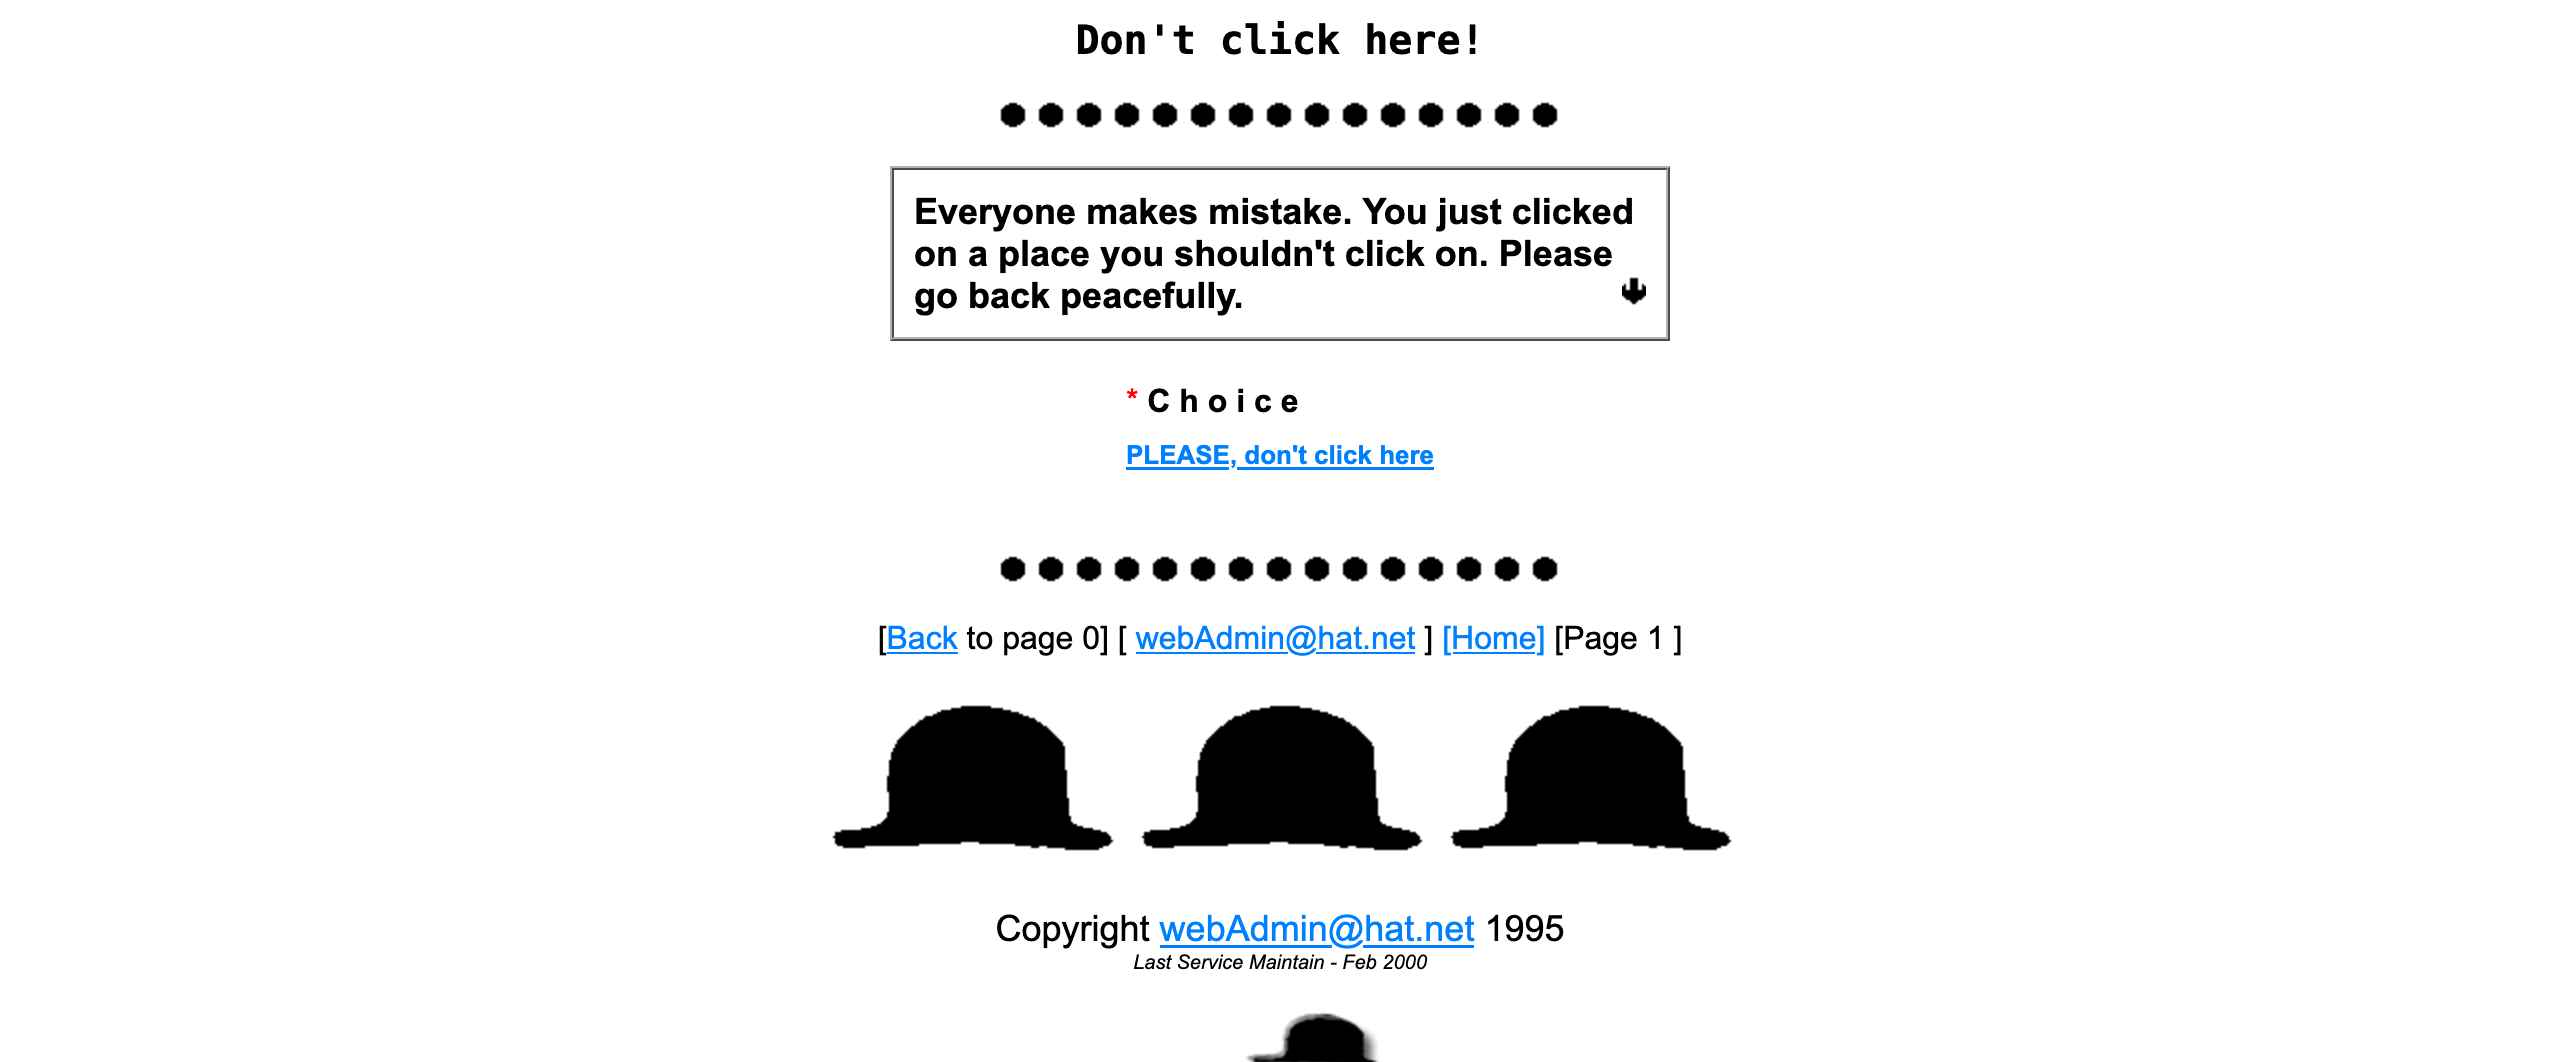 Don't click here!
Everyone makes mistake. You just clicked
on a place you shouldn't click on. Please
go back peacefully.
* C h o i c e
PLEASE, don't click here
[Back to page 0] [ webAdmin@hat.net ] [Home] [Page 1 ]
Copyright webAdmin@hat.net 1995
Last Service Maintain - Feb 2000